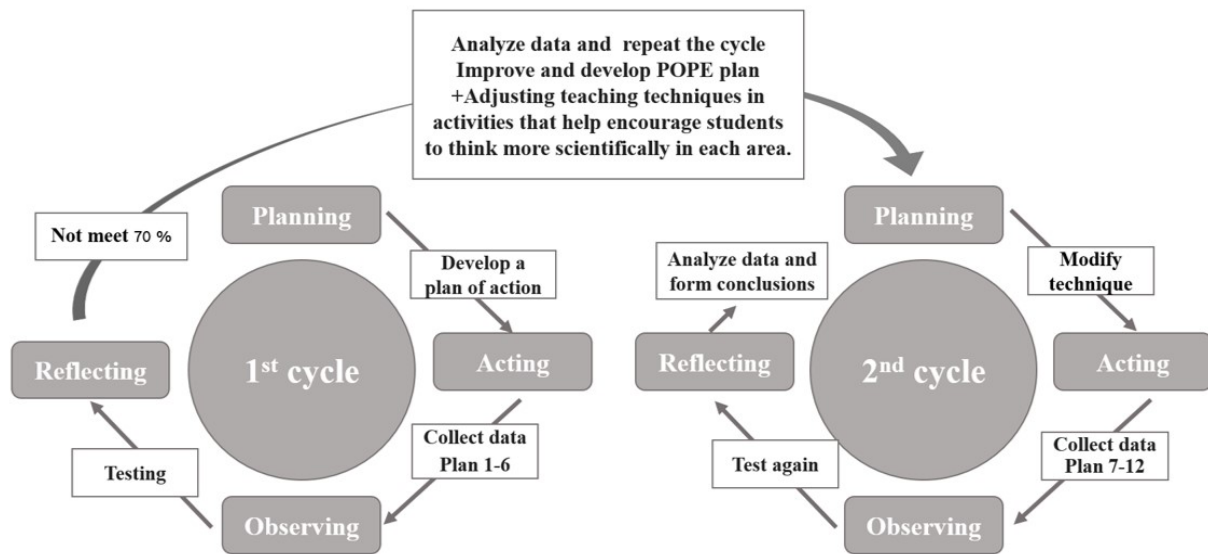 Analyze data and repeat the cycle
Improve and develop POPE plan
+Adjusting teaching techniques in
activities that help encourage students
to think more scientifically in each area.
Not meet 70 %
Planning
Develop a
plan of action
Reflecting
1st cycle
Acting
Testing
Collect data
Plan 1-6
Observing
Planning
Analyze data and
form conclusions
Modify
technique
Reflecting
2nd cycle
Acting
Test again
Collect data
Plan 7-12
Observing